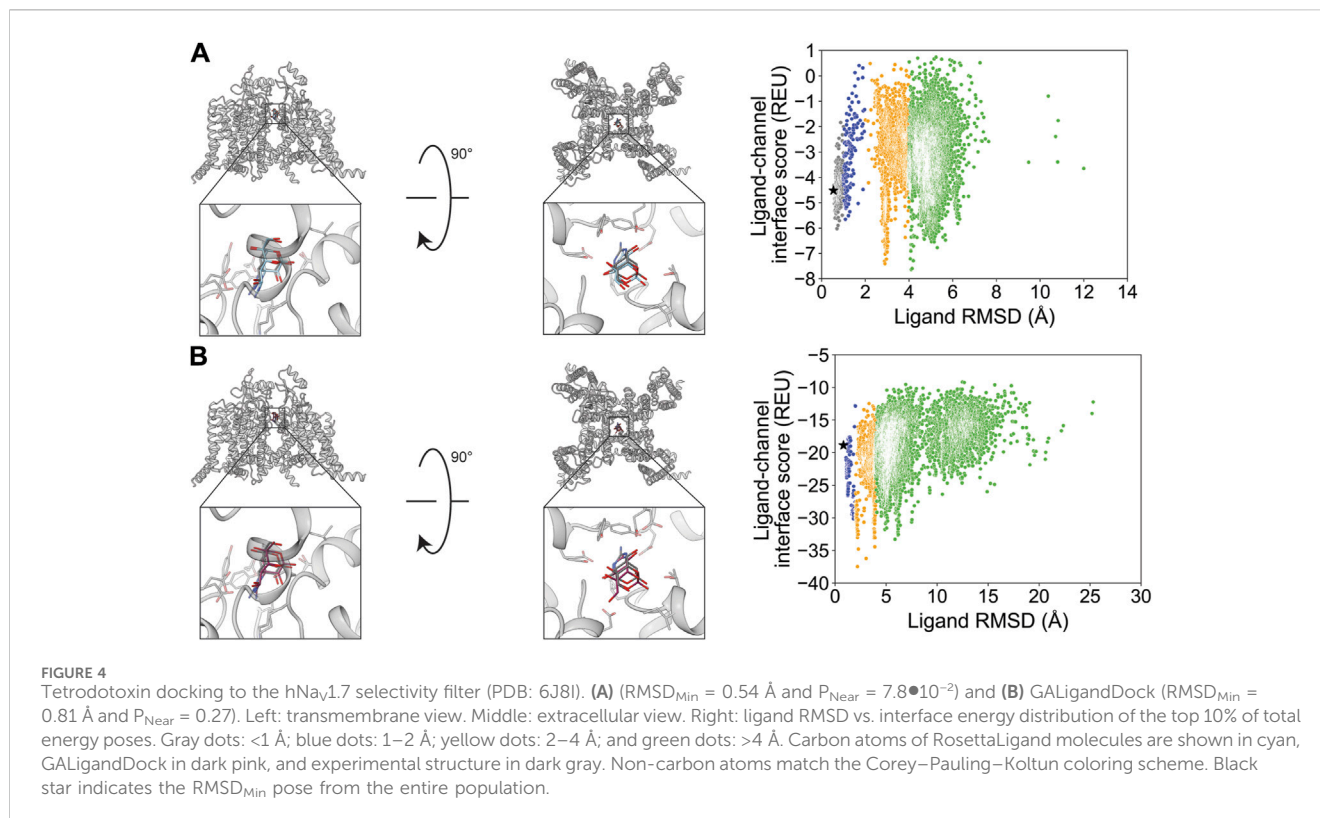 A
90°
Ligand-channel
interface score (REU)
1
0
−1
−2
−3
−4
−5
−6
−7
−8
0 2 4 6 8 10 12 14
Ligand RMSD (Å)
B
90°
Ligand-channel
interface score (REU)
−5
−10
−15
−20
−25
−30
−35
−40
0 5 10 15 20 25 30
Ligand RMSD (Å)
FIGURE 4
Tetrodotoxin docking to the hNaV1.7 selectivity filter (PDB: 6J8I). (A) (RMSDMin = 0.54 Å and PNear = 7.8●10−2) and (B) GALigandDock (RMSDMin =
0.81 Å and PNear = 0.27). Left: transmembrane view. Middle: extracellular view. Right: ligand RMSD vs. interface energy distribution of the top 10% of total
energy poses. Gray dots: <1 Å; blue dots: 1–2 Å; yellow dots: 2–4 Å; and green dots: >4 Å. Carbon atoms of RosettaLigand molecules are shown in cyan,
GALigandDock in dark pink, and experimental structure in dark gray. Non-carbon atoms match the Corey–Pauling–Koltun coloring scheme. Black
star indicates the RMSDMin pose from the entire population.